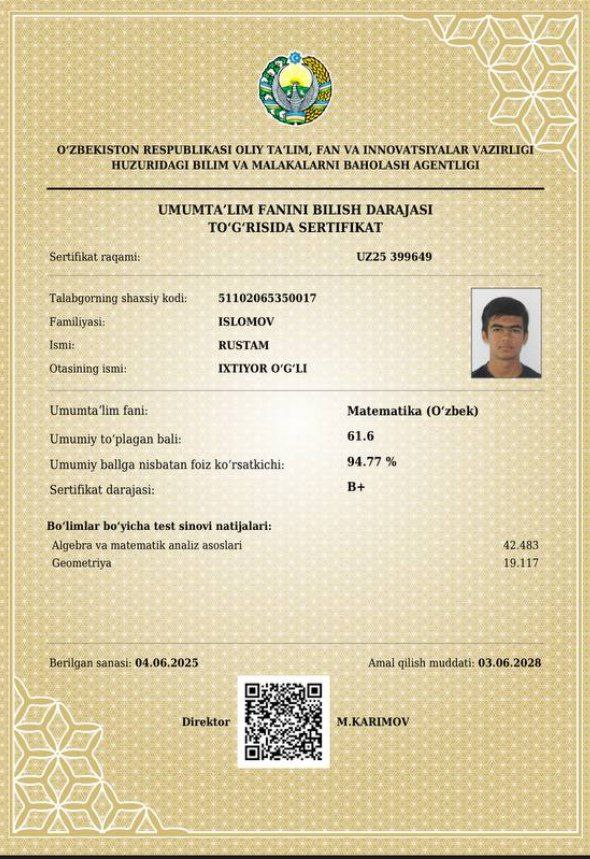 O‘ZBEKISTON RESPUBLIKASI OLIY TA’LIM, FAN VA INNOVATSIYALAR VAZIRLIGI
HUZURIDAGI BILIM VA MALAKALARNI BAHOLASH AGENTLIGI
UMUMTA’LIM FANINI BILISH DARAJASI
TO‘G‘RISIDA SERTIFIKAT
Sertifikat raqami: UZ25 399649
Talabgorning shaxsiy kodi: 51102065350017
Familiyasi: ISLOMOV
Ismi: RUSTAM
Otasining ismi: IXTIYOR O‘G‘LI
Umumta’lim fani: Matematika (O‘zbek)
Umumiy to‘plagan bali: 61.6
Umumiy ballga nisbatan foiz ko‘rsatkichi: 94.77 %
Sertifikat darajasi: B+
Bo‘limlar bo‘yicha test sinovi natijalari:
Algebra va matematik analiz asoslari 42.483
Geometriya 19.117
Berilgan sanasi: 04.06.2025 Amal qilish muddati: 03.06.2028
Direktor M.KARIMOV